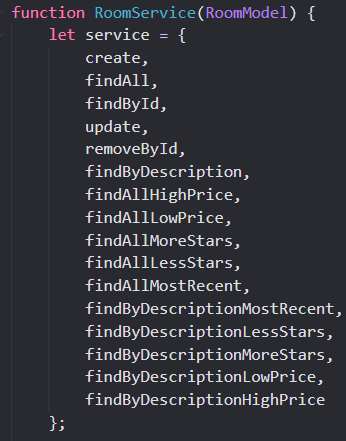 function RoomService(RoomModel) {
    let service = {
        create,
        findAll,
        findById,
        update,
        removeById,
        findByDescription,
        findAllHighPrice,
        findAllLowPrice,
        findAllMoreStars,
        findAllLessStars,
        findAllMostRecent,
        findByDescriptionMostRecent,
        findByDescriptionLessStars,
        findByDescriptionMoreStars,
        findByDescriptionLowPrice,
        findByDescriptionHighPrice
    };